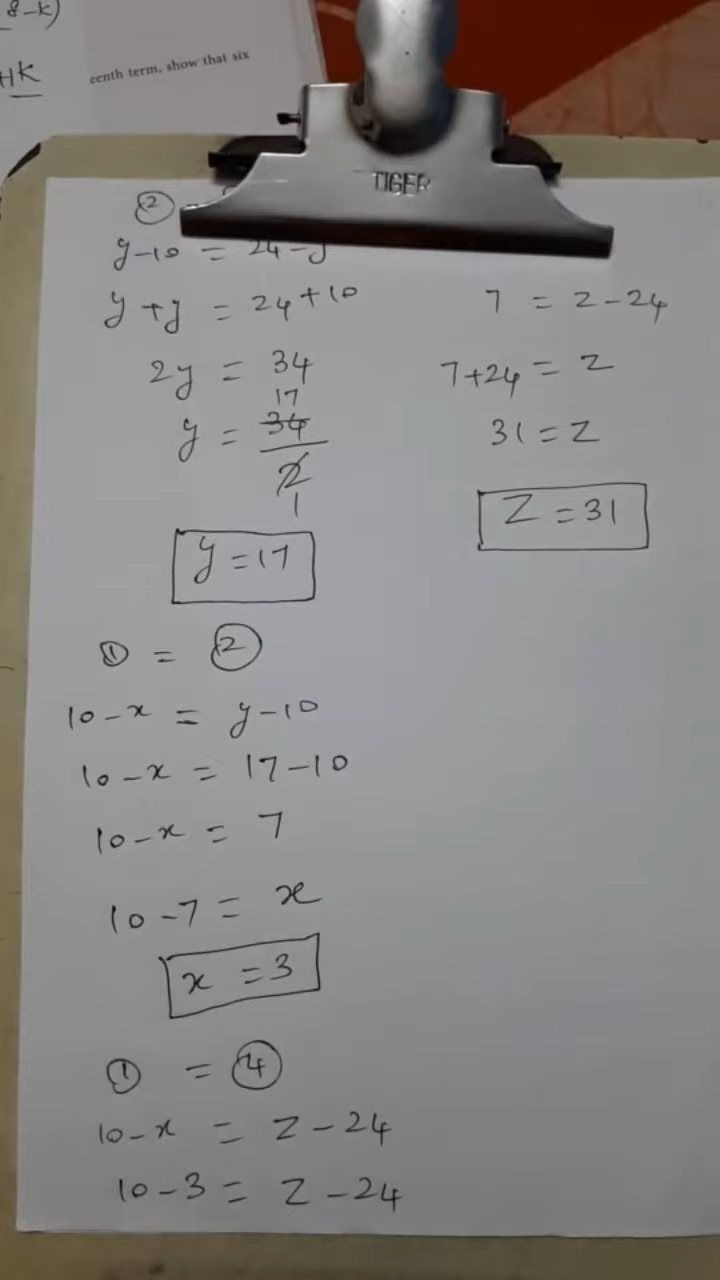 8-k)
+k
eenth term, show that six
TIGER
②
y-10 = 24-y
y+y = 24+10
2y = 34
17
y = 34/2
1
y = 17
① = ②
10-x = y-10
10-x = 17-10
10-x = 7
10-7 = x
x = 3
① = ④
10-x = z-24
10-3 = z-24
7 = z-24
7+24 = z
31 = z
z = 31